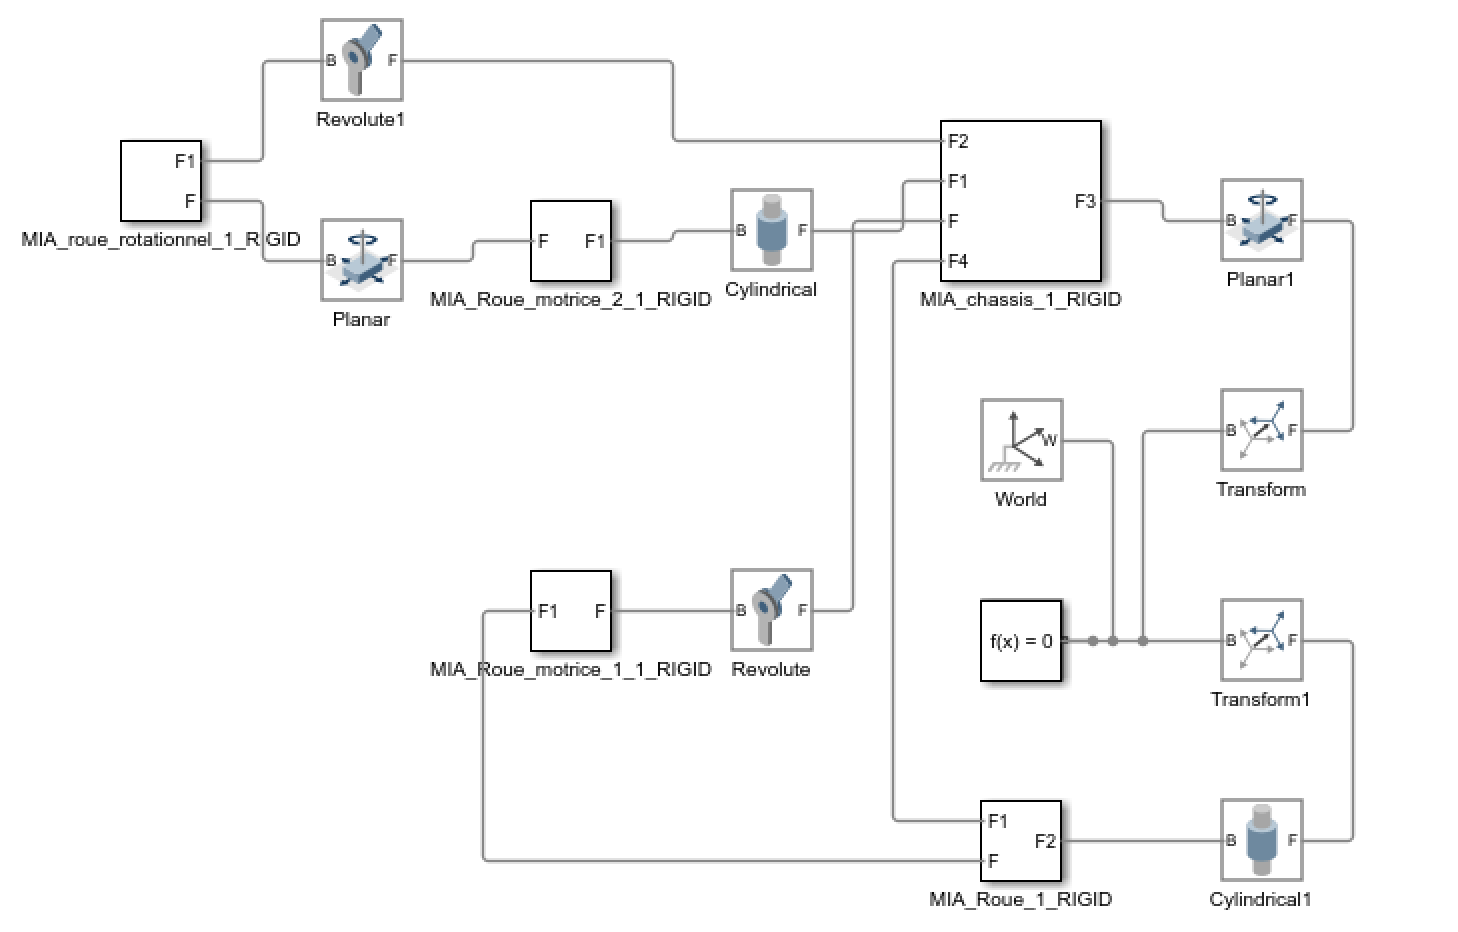 B F
Revolute1
F1
F
MIA_roue_rotationnel_1_RIGID
B F
Planar
F F1
MIA_Roue_motrice_2_1_RIGID
B F
Cylindrical
F2
F1
F
F4
F3
MIA_chassis_1_RIGID
B F
Planar1
W
World
B F
Transform
F1 F
MIA_Roue_motrice_1_1_RIGID
B F
Revolute
f(x) = 0
B F
Transform1
F1
F2
F
MIA_Roue_1_RIGID
B F
Cylindrical1